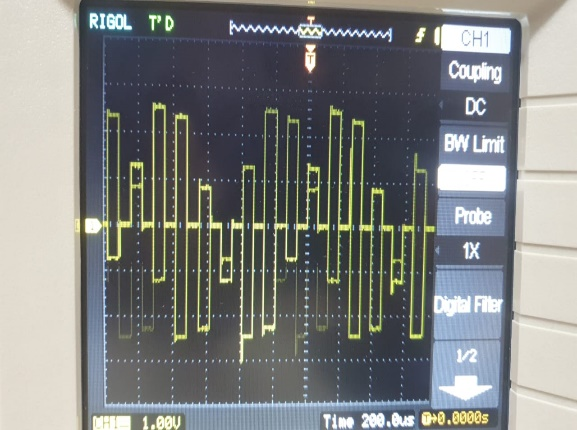 RIGOL T'D
T
CH1
Coupling
DC
BW Limit
Probe
1X
Digital Filter
1/2
1.00V Time 200.0us T→0.0000s